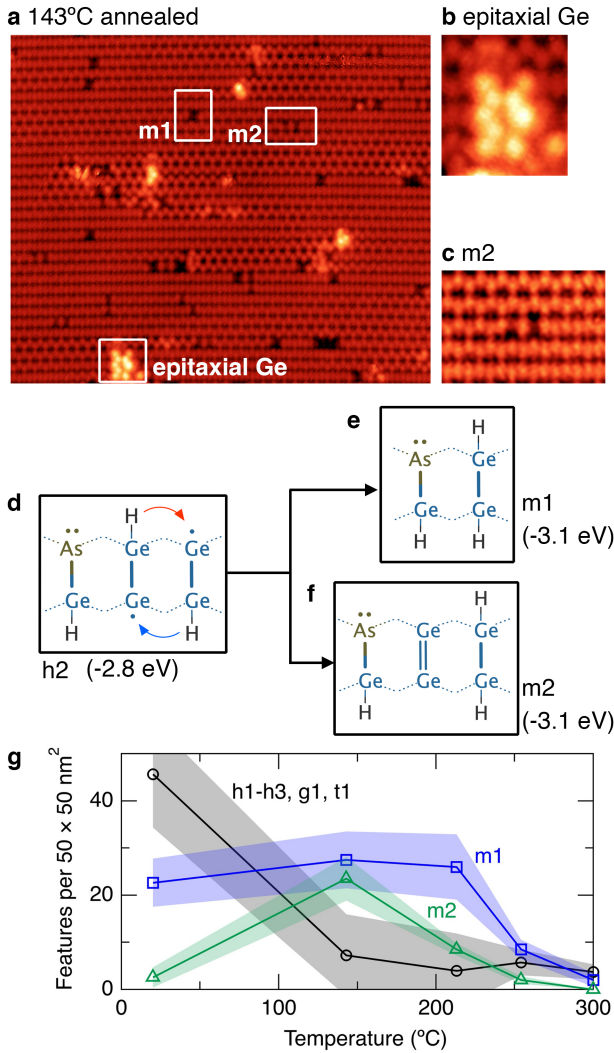 a 143ºC annealed
b epitaxial Ge
m1
m2
epitaxial Ge
c m2
d
H
As Ge Ge
Ge Ge Ge
H H
h2 (-2.8 eV)
e
H
As Ge
Ge Ge
H H
m1
(-3.1 eV)
f
H
As Ge Ge
Ge Ge Ge
H H
m2
(-3.1 eV)
g
Features per 50 × 50 nm2
40
20
0
h1-h3, g1, t1
m1
m2
0 100 200 300
Temperature (ºC)